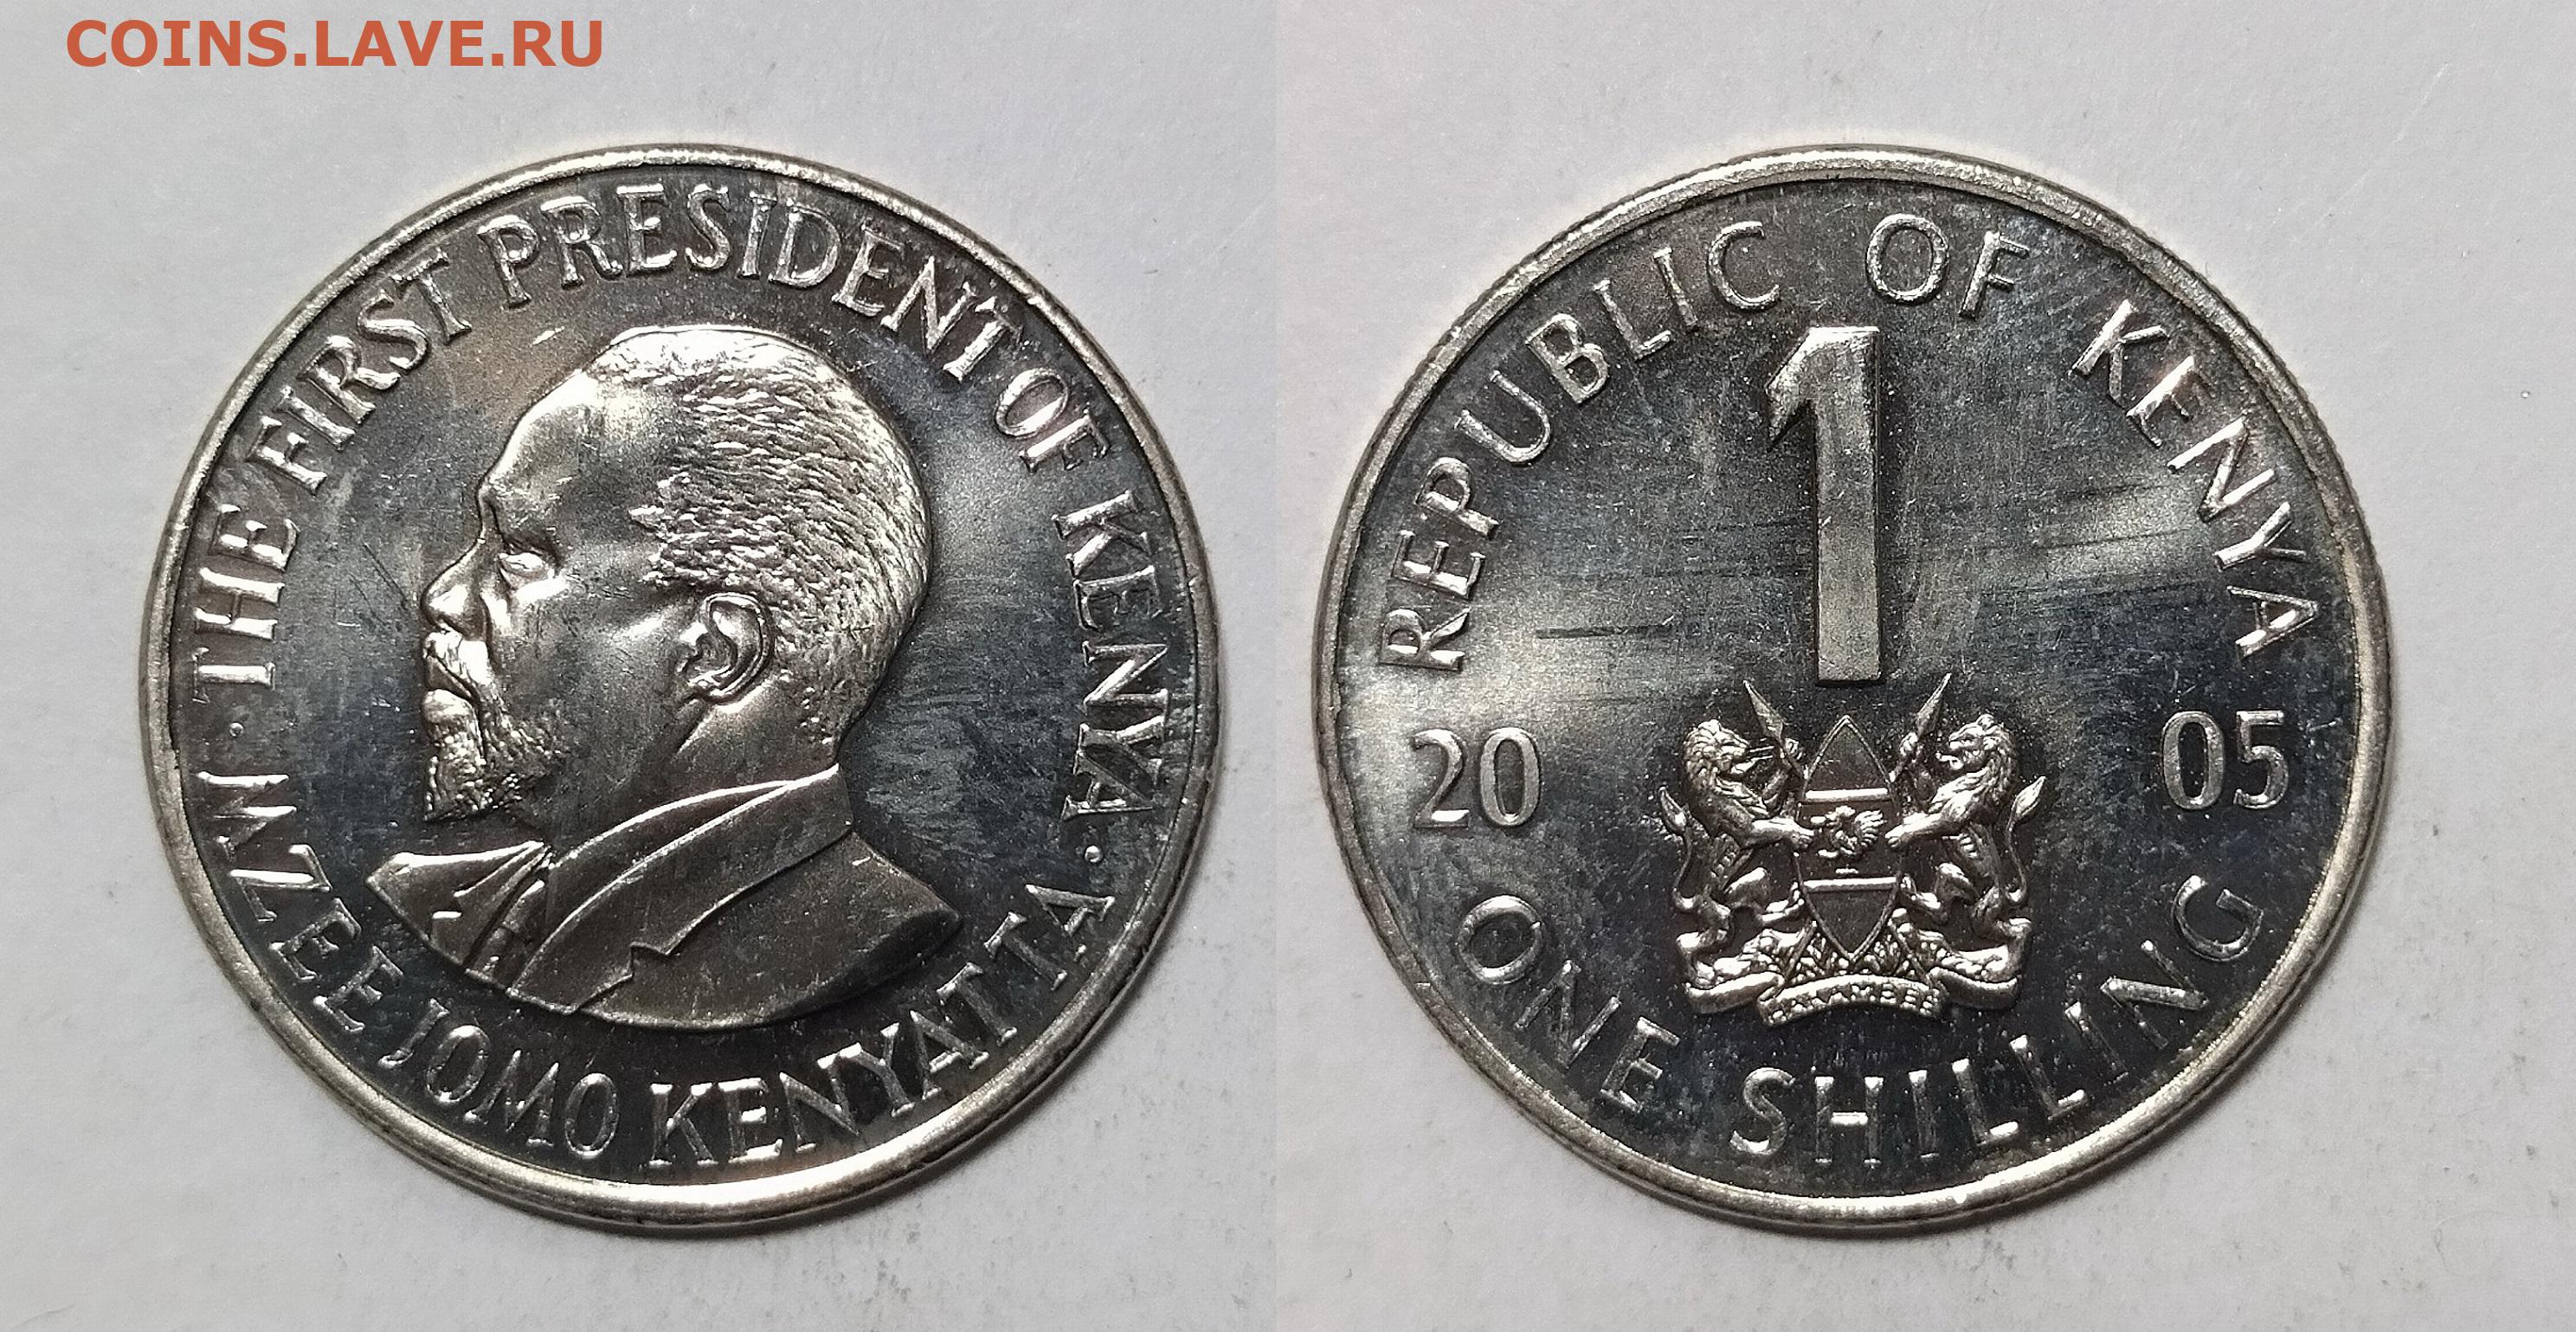 COINS.LAVE.RU
· THE FIRST PRESIDENT OF KENYA ·
MZEE JOMO KENYATTA
REPUBLIC OF KENYA
1
20 05
HARAMBEE
ONE SHILLING